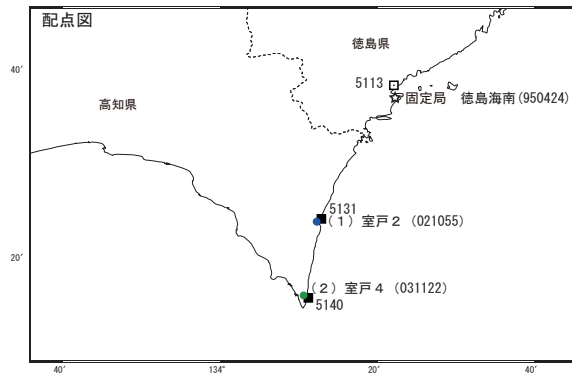 配点図
徳島県
40′
5113
固定局　徳島海南(950424)
高知県
5131
(１) 室戸２ (021055)
20′
(２) 室戸４ (031122)
5140
40′
134°
20′
40′